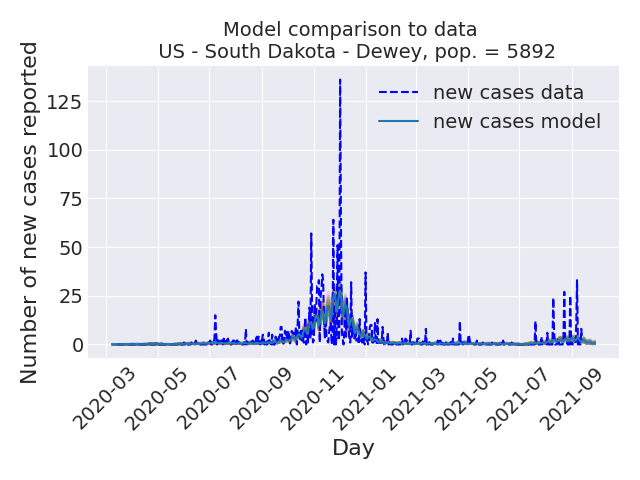 Model comparison to data
US - South Dakota - Dewey, pop. = 5892
Number of new cases reported
125
100
75
50
25
0
new cases data
new cases model
2020-03
2020-05
2020-07
2020-09
2020-11
2021-01
2021-03
2021-05
2021-07
2021-09
Day